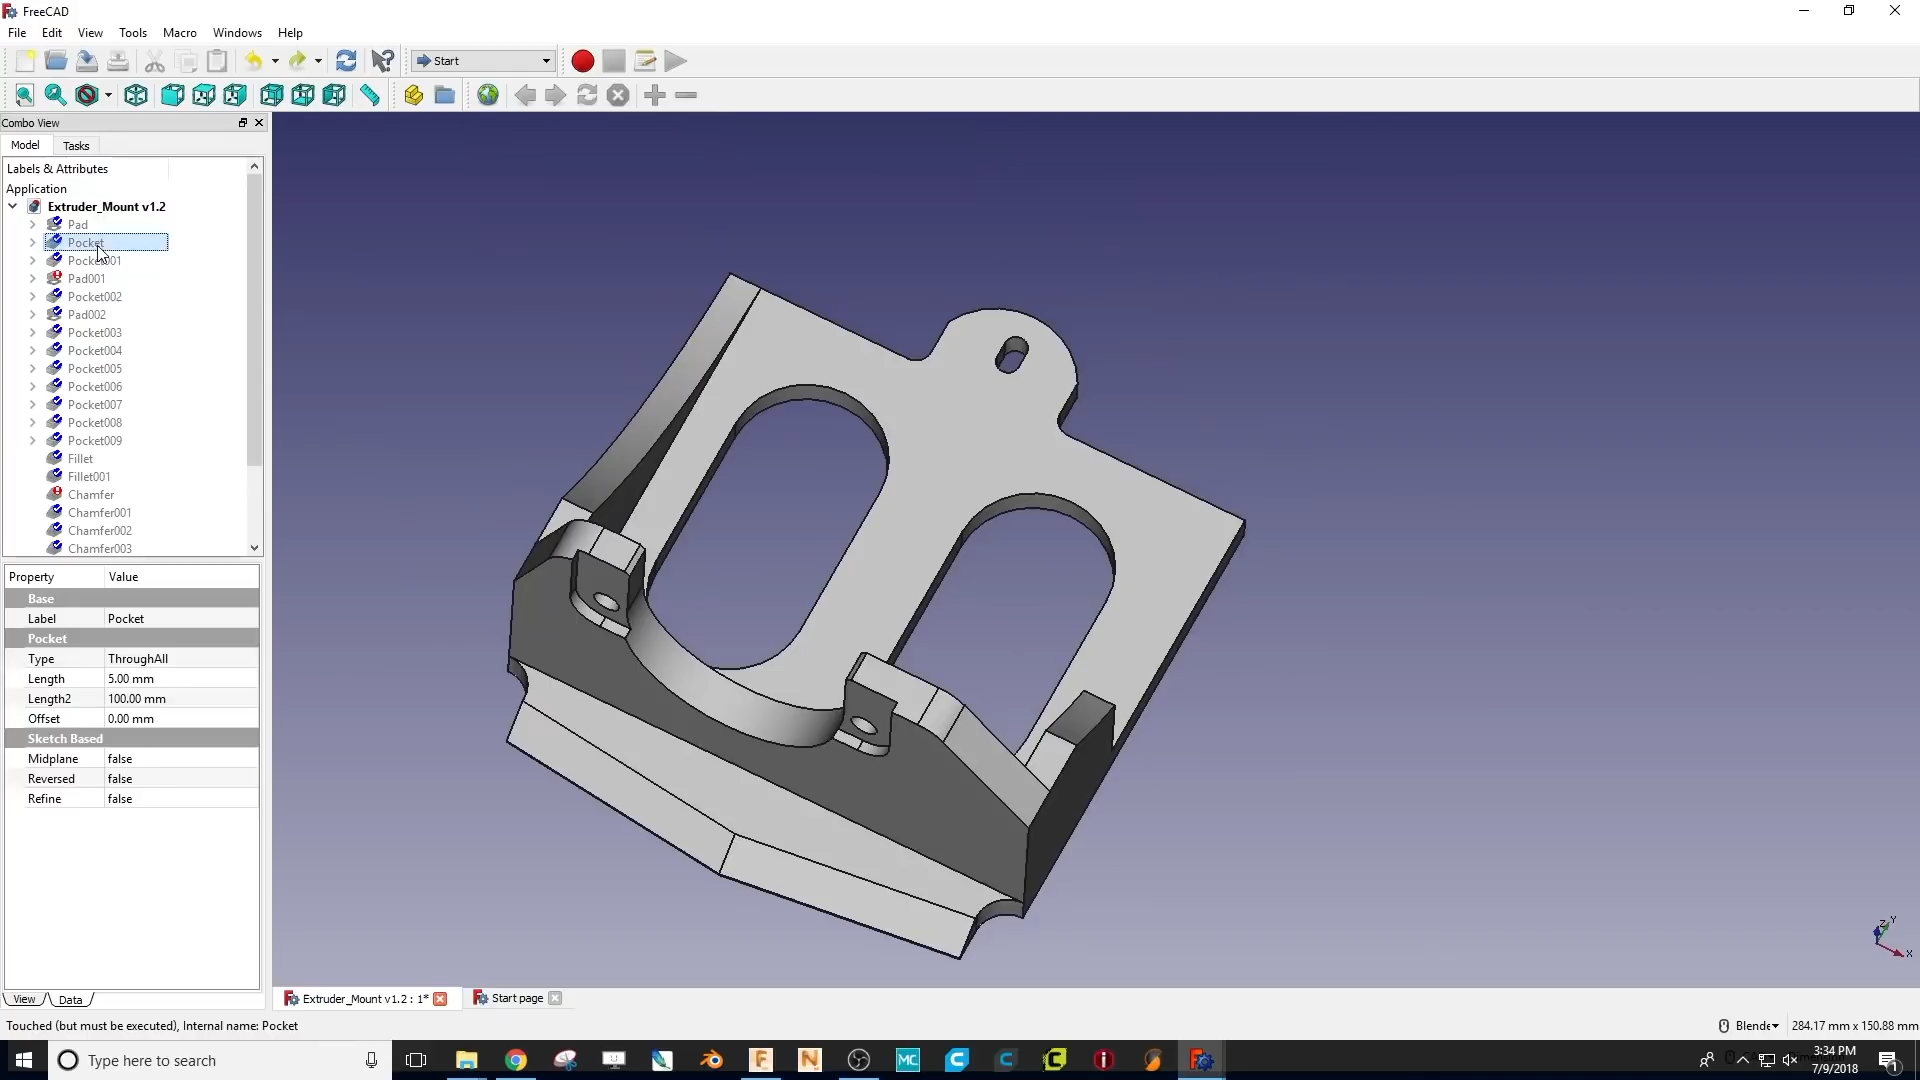 FreeCAD
File Edit View Tools Macro Windows Help
Start
Combo View
Model Tasks
Labels & Attributes
Application
Extruder_Mount v1.2
Pad
Pocket
Pocket001
Pad001
Pocket002
Pad002
Pocket003
Pocket004
Pocket005
Pocket006
Pocket007
Pocket008
Pocket009
Fillet
Fillet001
Chamfer
Chamfer001
Chamfer002
Chamfer003
Property Value
Base
Label Pocket
Pocket
Type ThroughAll
Length 5.00 mm
Length2 100.00 mm
Offset 0.00 mm
Sketch Based
Midplane false
Reversed false
Refine false
View Data
Extruder_Mount v1.2 : 1* Start page
Z Y
X
Touched (but must be executed), Internal name: Pocket
Blende 284.17 mm x 150.88 mm
Type here to search
F N MC C C C i
3:34 PM
7/9/2018
1